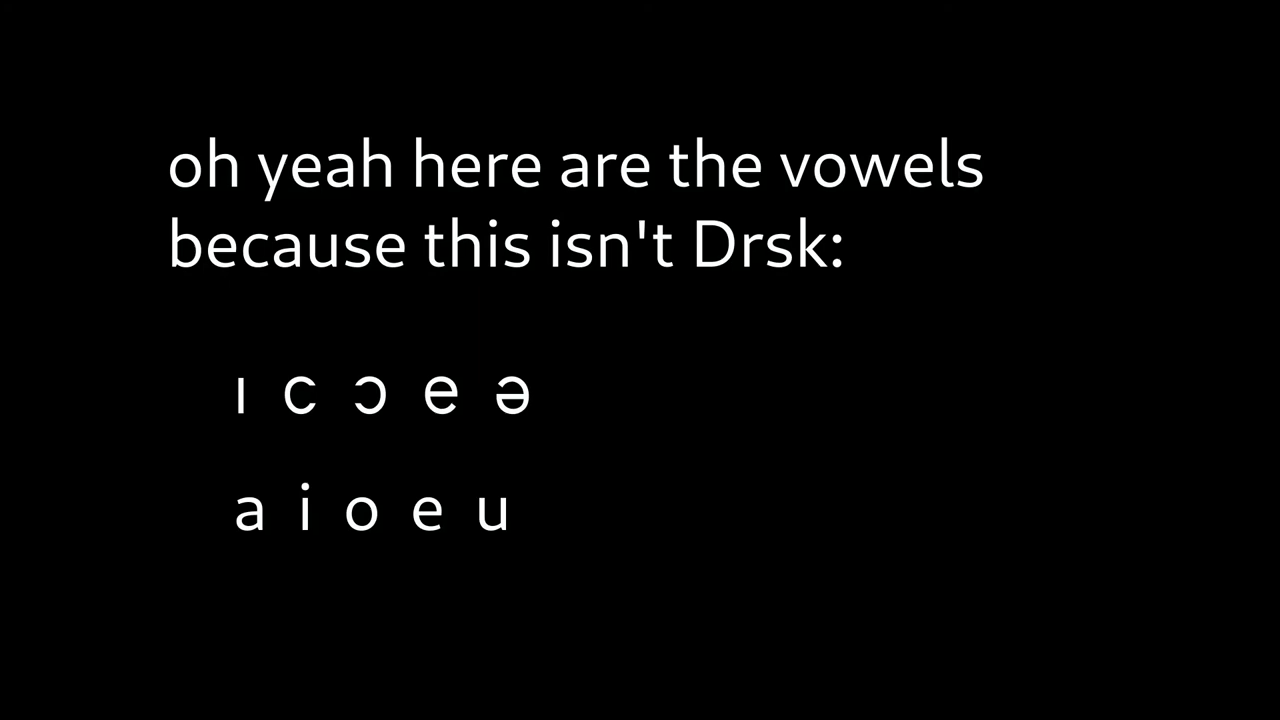 oh yeah here are the vowels
because this isn't Drsk:
ı c ɔ e ə
a i o e u